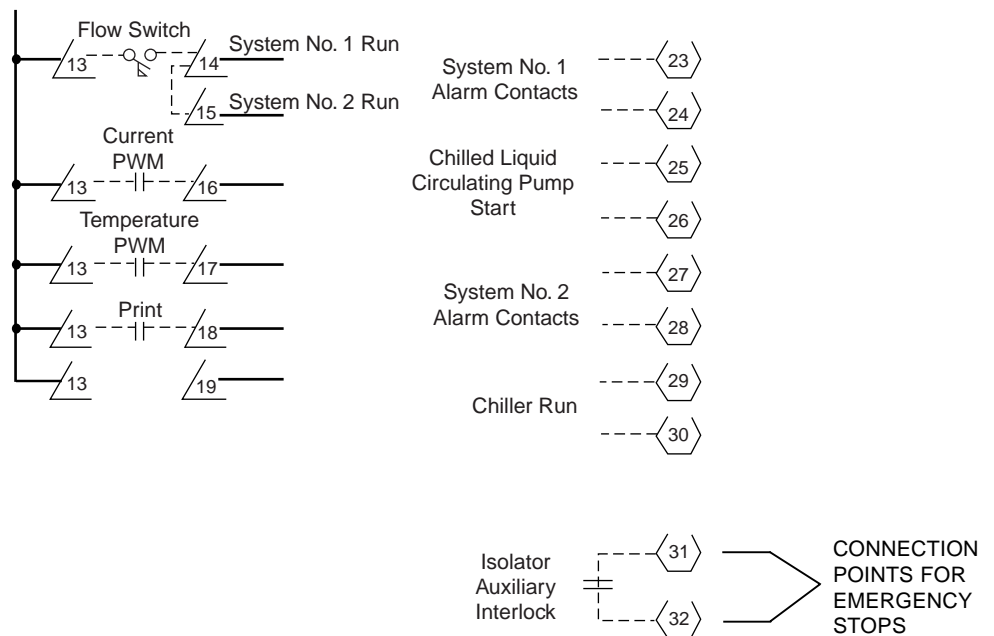 Flow Switch
13
14
System No. 1 Run
15
System No. 2 Run
Current
PWM
13
16
Temperature
PWM
13
17
Print
13
18
13
19
System No. 1
Alarm Contacts
23
24
Chilled Liquid
Circulating Pump
Start
25
26
System No. 2
Alarm Contacts
27
28
Chiller Run
29
30
Isolator
Auxiliary
Interlock
31
32
CONNECTION
POINTS FOR
EMERGENCY
STOPS